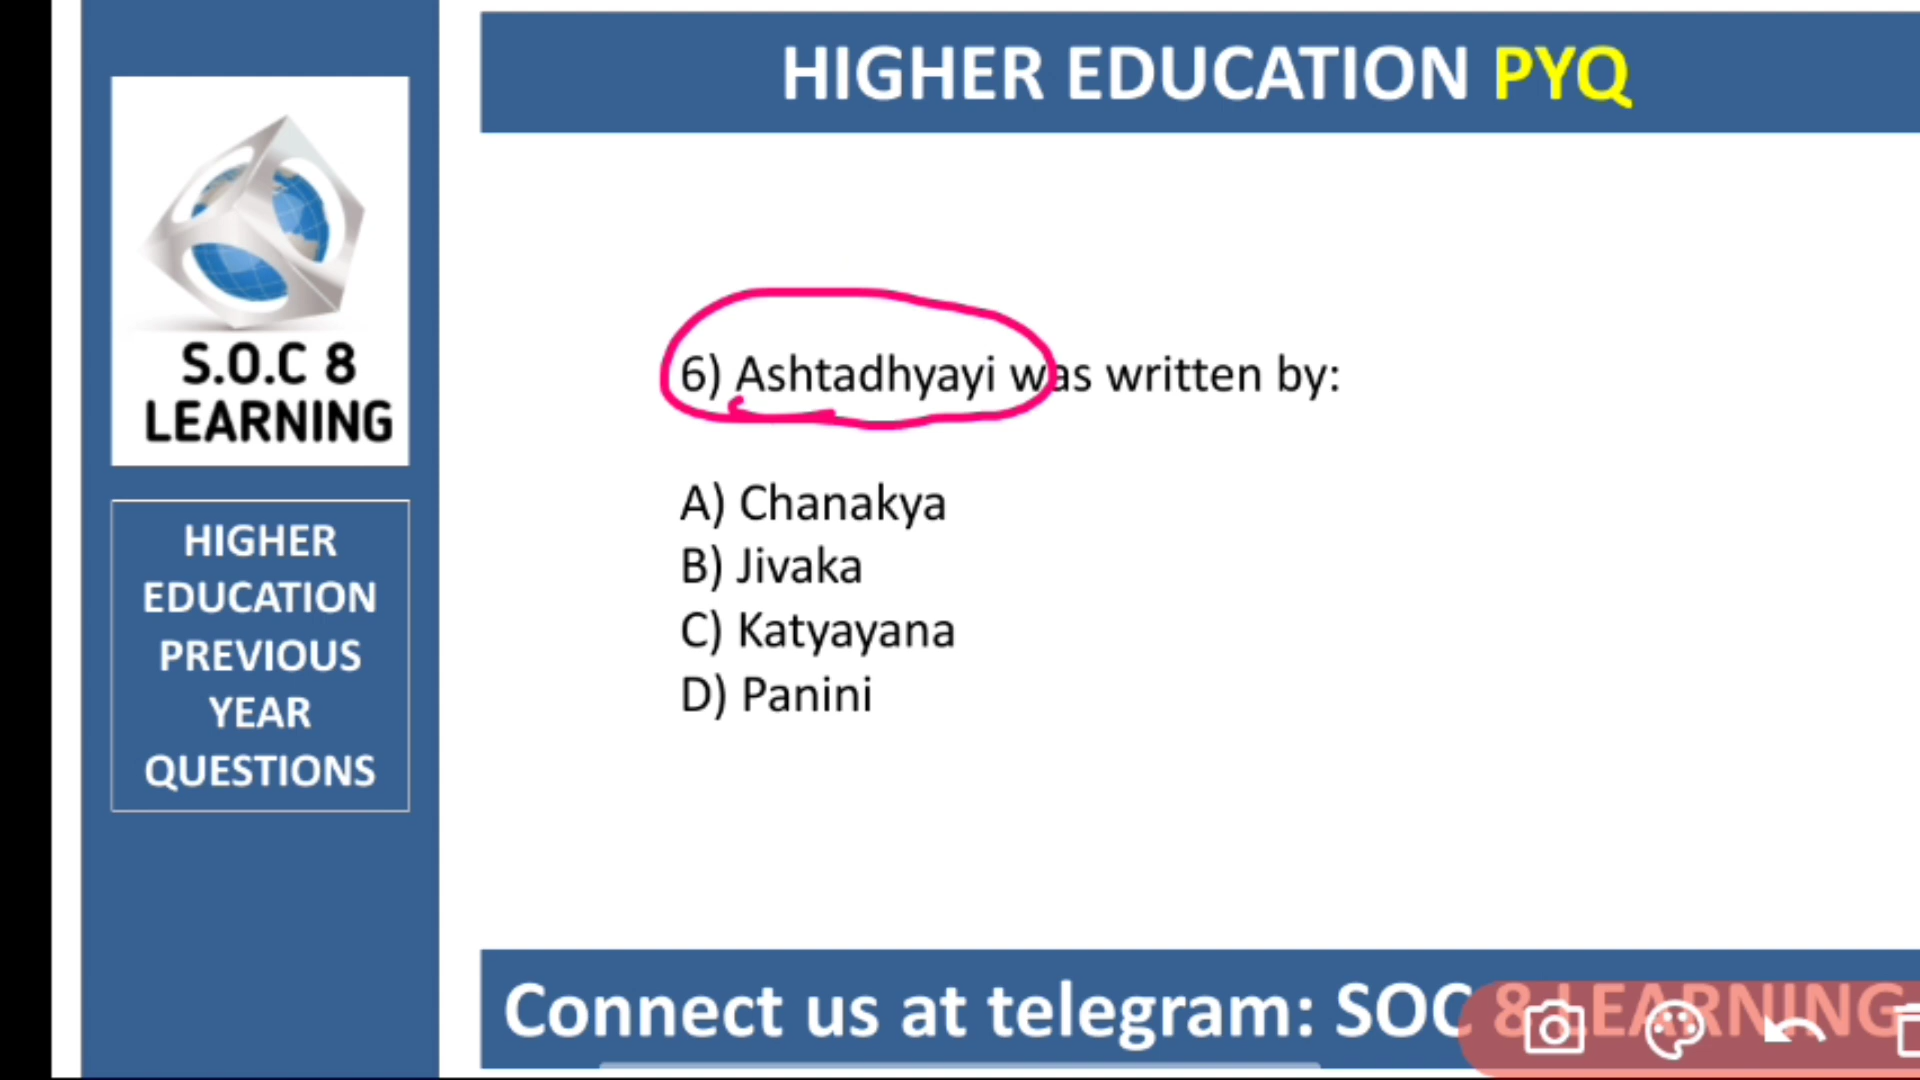 HIGHER EDUCATION PYQ
S.O.C 8
LEARNING
HIGHER
EDUCATION
PREVIOUS
YEAR
QUESTIONS
6) Ashtadhyayi was written by:
A) Chanakya
B) Jivaka
C) Katyayana
D) Panini
Connect us at telegram: SOC 8 LEARNING